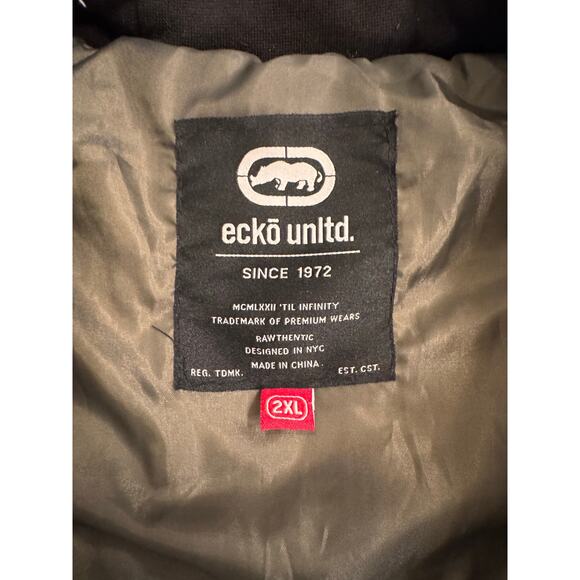 eckō unltd.
SINCE 1972
MCMLXXII 'TIL INFINITY
TRADEMARK OF PREMIUM WEARS
RAWTHENTIC
DESIGNED IN NYC
MADE IN CHINA
REG. TDMK. EST. CST.
2XL